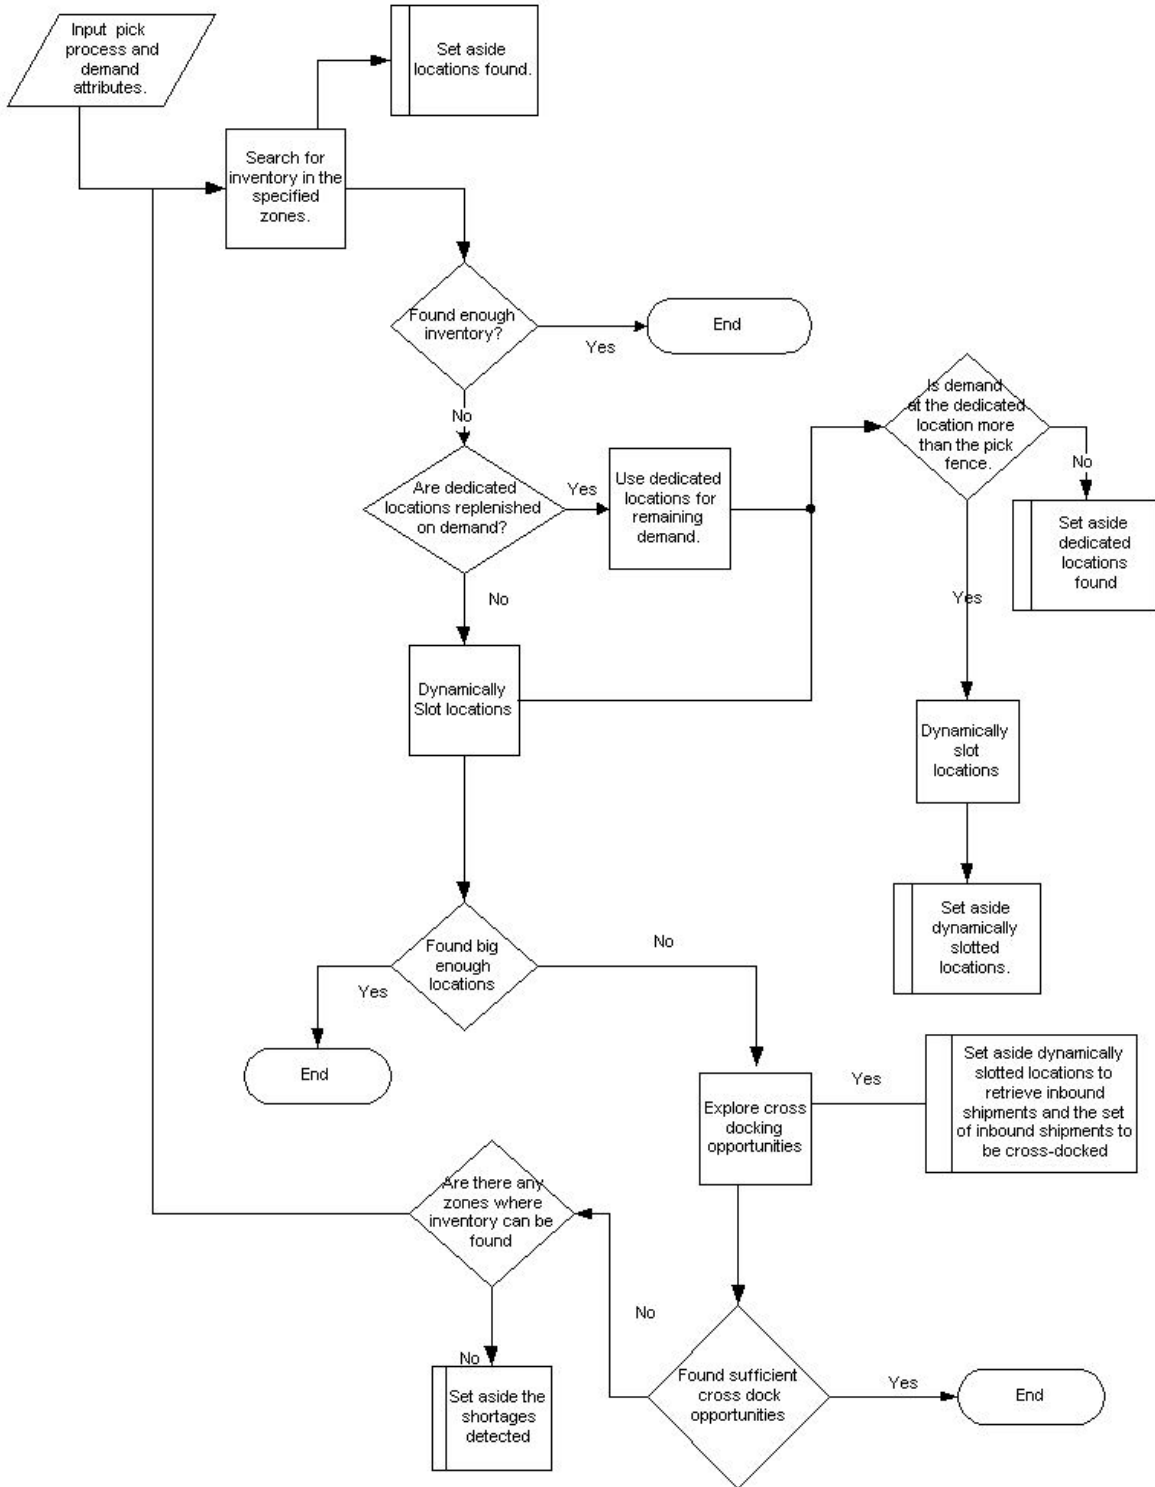 Input pick
process and
demand
attributes.
Set aside
locations found.
Search for
inventory in the
specified
zones.
Found enough
inventory?
Yes
End
No
Is demand
at the dedicated
location more
than the pick
fence.
No
Set aside
dedicated
locations
found
Yes
Are dedicated
locations replenished
on demand?
Yes
Use dedicated
locations for
remaining
demand.
No
Dynamically
Slot locations
Dynamically
slot
locations
Set aside
dynamically
slotted
locations.
Found big
enough
locations
Yes
No
End
Explore cross
docking
opportunities
Yes
Set aside dynamically
slotted locations to
retrieve inbound
shipments and the set
of inbound shipments to
be cross-docked
Are there any
zones where
inventory can be
found
No
No
Set aside the
shortages
detected
Found sufficient
cross dock
opportunities
Yes
End